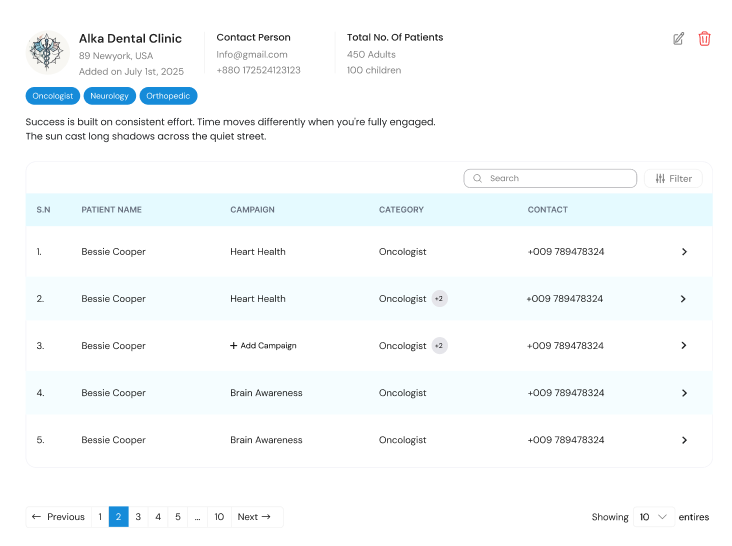 Alka Dental Clinic
89 Newyork, USA
Added on July 1st, 2025
Contact Person
Info@gmail.com
+880 172524123123
Total No. Of Patients
450 Adults
100 children
Oncologist Neurology Orthopedic
Success is built on consistent effort. Time moves differently when you're fully engaged.
The sun cast long shadows across the quiet street.
Search Filter
S.N PATIENT NAME CAMPAIGN CATEGORY CONTACT
1. Bessie Cooper Heart Health Oncologist +009 789478324
2. Bessie Cooper Heart Health Oncologist +2 +009 789478324
3. Bessie Cooper + Add Campaign Oncologist +2 +009 789478324
4. Bessie Cooper Brain Awareness Oncologist +009 789478324
5. Bessie Cooper Brain Awareness Oncologist +009 789478324
← Previous 1 2 3 4 5 ... 10 Next → Showing 10 entires